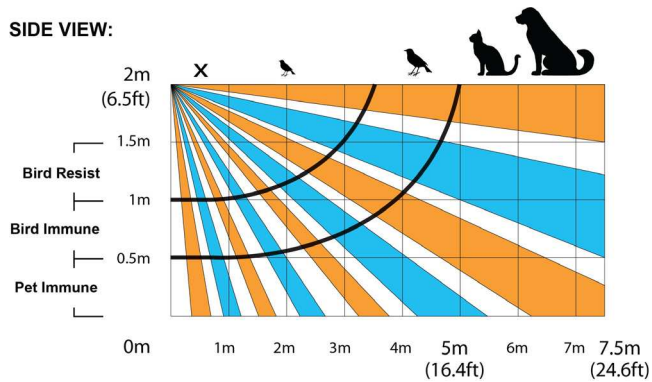 SIDE VIEW:
X
2m
(6.5ft)
1.5m
Bird Resist
1m
Bird Immune
0.5m
Pet Immune
0m 1m 2m 3m 4m 5m 6m 7m 7.5m
(16.4ft) (24.6ft)